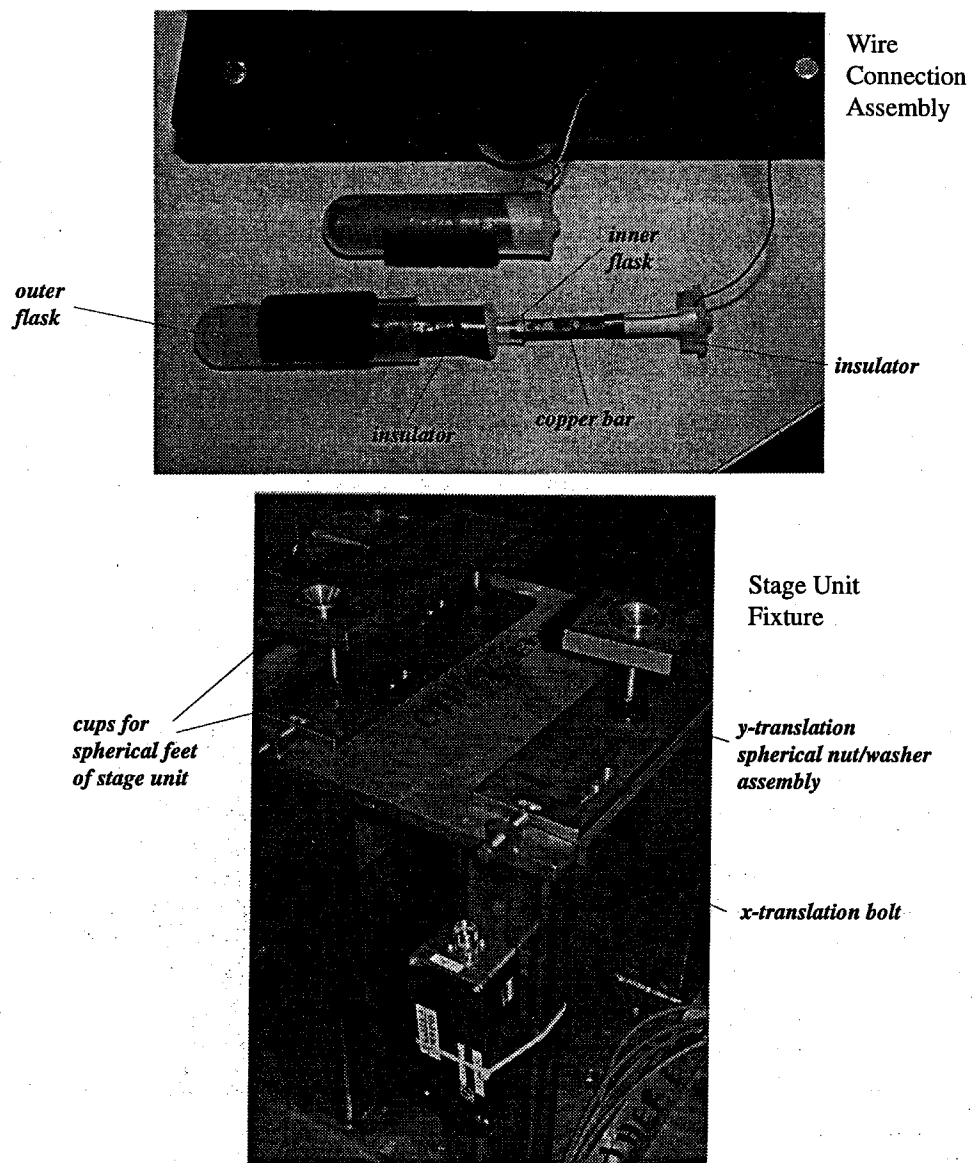 Wire
Connection
Assembly
inner
flask
outer
flask
insulator
copper bar
insulator
Stage Unit
Fixture
cups for
spherical feet
of stage unit
y-translation
spherical nut/washer
assembly
x-translation bolt